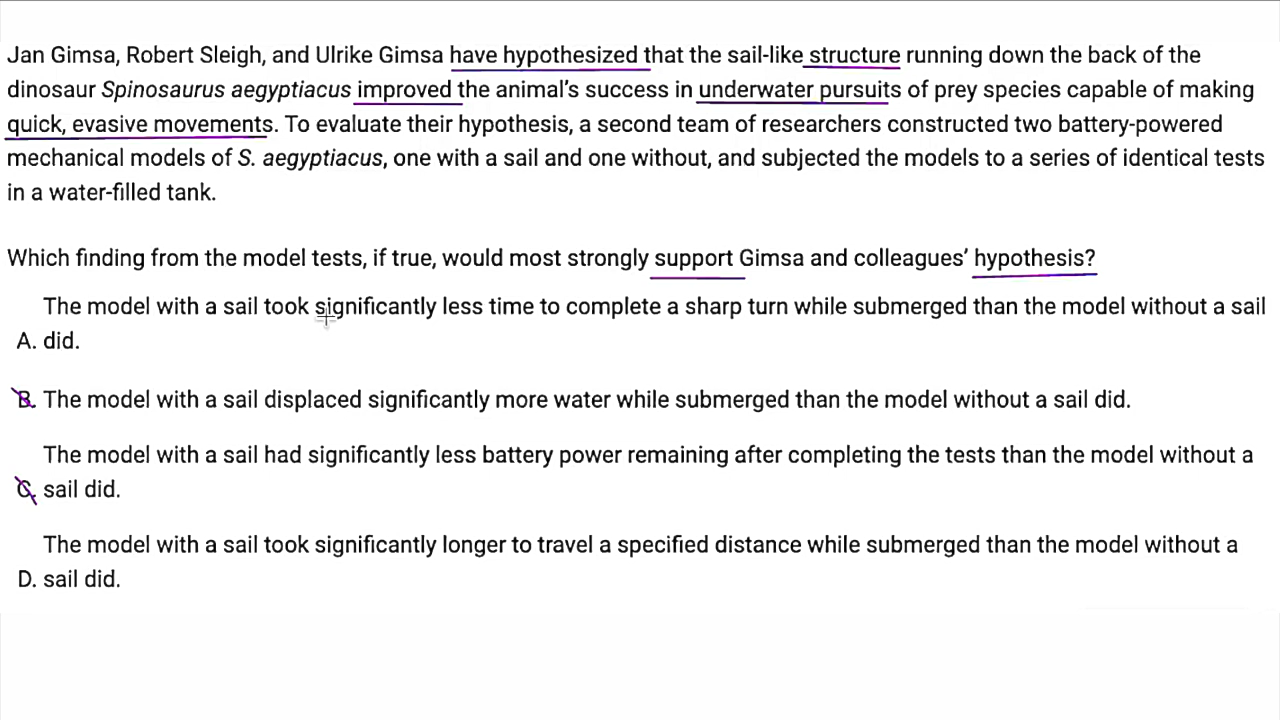 Jan Gimsa, Robert Sleigh, and Ulrike Gimsa have hypothesized that the sail-like structure running down the back of the
dinosaur Spinosaurus aegyptiacus improved the animal's success in underwater pursuits of prey species capable of making
quick, evasive movements. To evaluate their hypothesis, a second team of researchers constructed two battery-powered
mechanical models of S. aegyptiacus, one with a sail and one without, and subjected the models to a series of identical tests
in a water-filled tank.
Which finding from the model tests, if true, would most strongly support Gimsa and colleagues' hypothesis?
The model with a sail took significantly less time to complete a sharp turn while submerged than the model without a sail
A. did.
B. The model with a sail displaced significantly more water while submerged than the model without a sail did.
The model with a sail had significantly less battery power remaining after completing the tests than the model without a
C. sail did.
The model with a sail took significantly longer to travel a specified distance while submerged than the model without a
D. sail did.